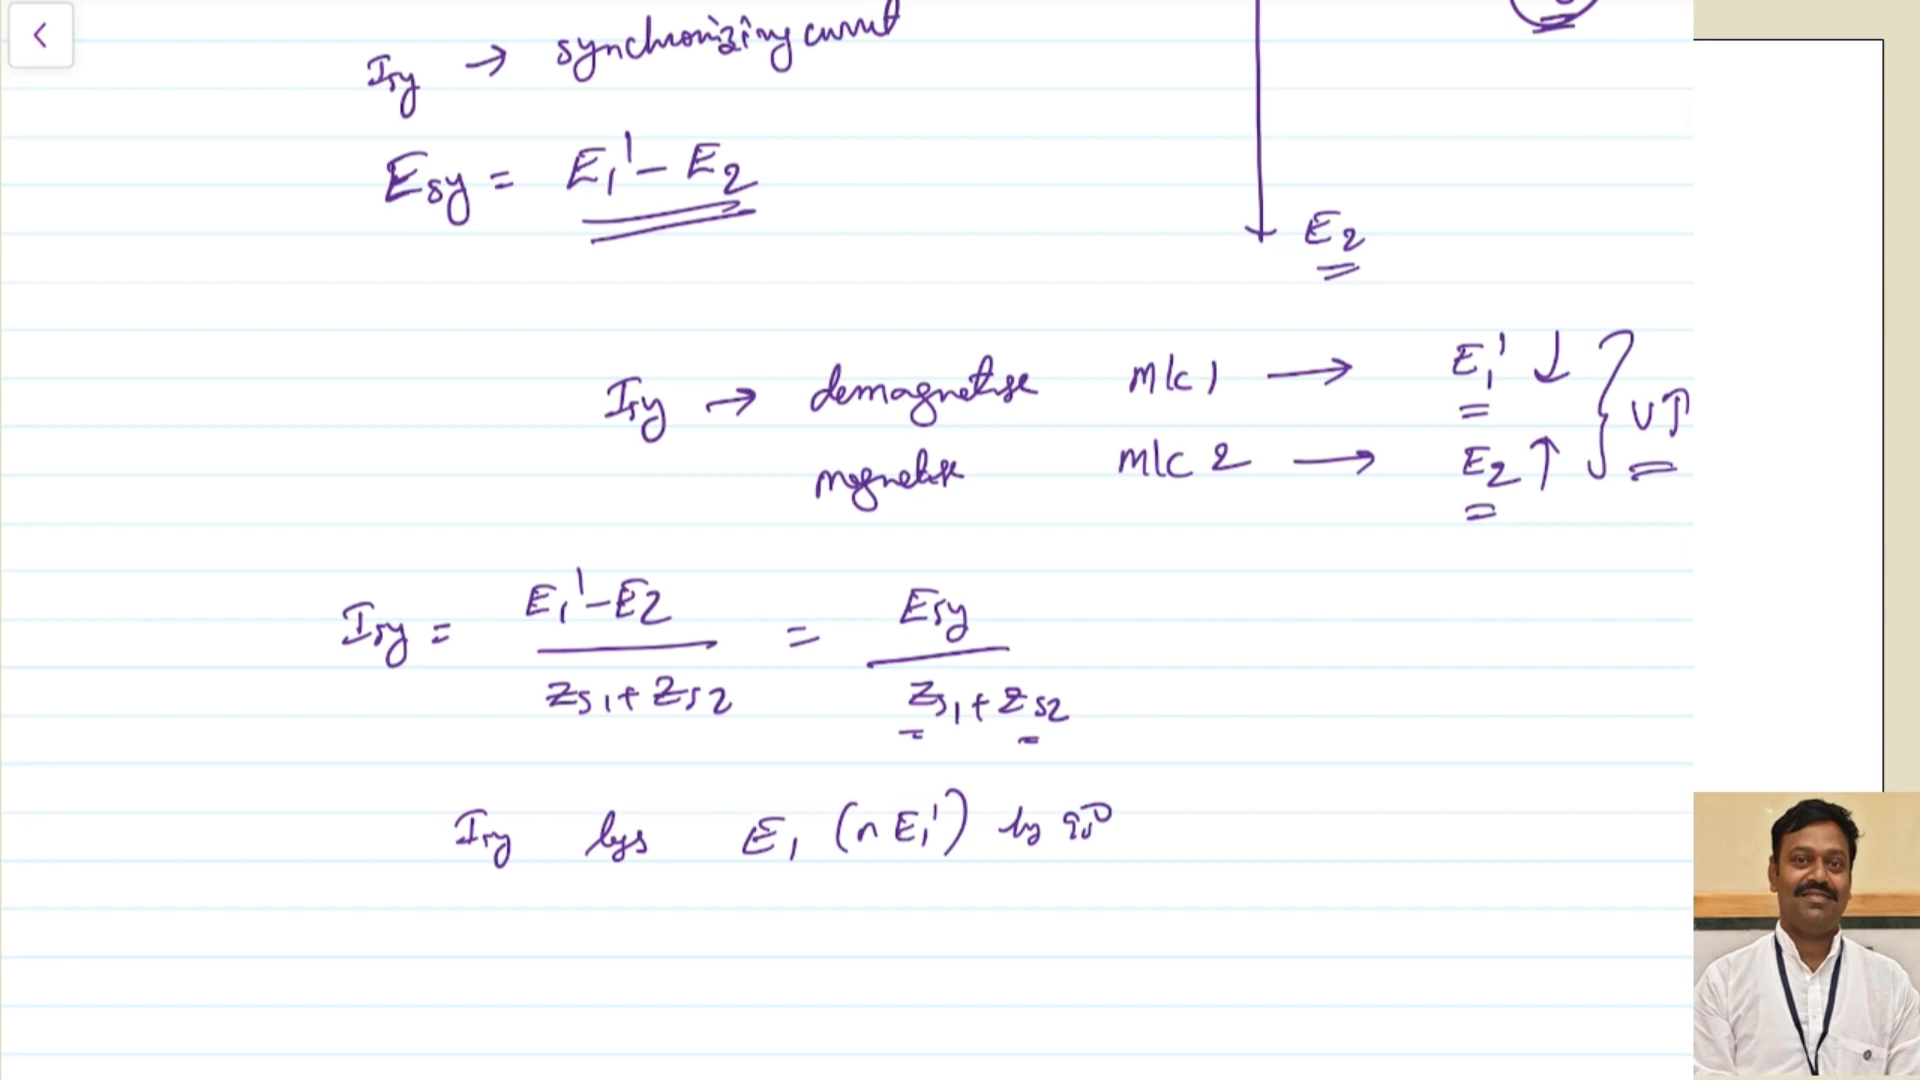 Isy → synchronizing current
Esy = E1' - E2
E2
Isy → demagnetise m/c 1 → E1' ↓
magnetise m/c 2 → E2 ↑ } V↑
Isy = (E1' - E2) / (Zs1 + Zs2) = Esy / (Zs1 + Zs2)
Isy lags E1 (n E1') by 90°